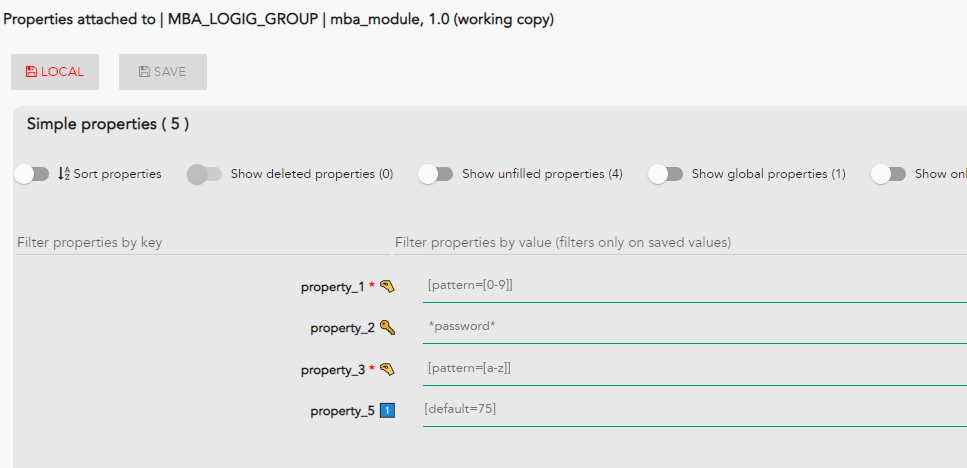 Properties attached to | MBA_LOGIG_GROUP | mba_module, 1.0 (working copy)
LOCAL SAVE
Simple properties ( 5 )
Sort properties Show deleted properties (0) Show unfilled properties (4) Show global properties (1) Show onl
Filter properties by key Filter properties by value (filters only on saved values)
property_1 * [pattern=[0-9]]
property_2 *password*
property_3 * [pattern=[a-z]]
property_5 1 [default=75]